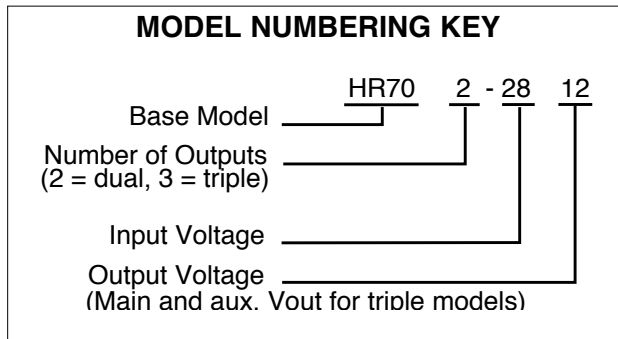 MODEL NUMBERING KEY
HR70 2 - 28 12
Base Model
Number of Outputs
(2 = dual, 3 = triple)
Input Voltage
Output Voltage
(Main and aux. Vout for triple models)